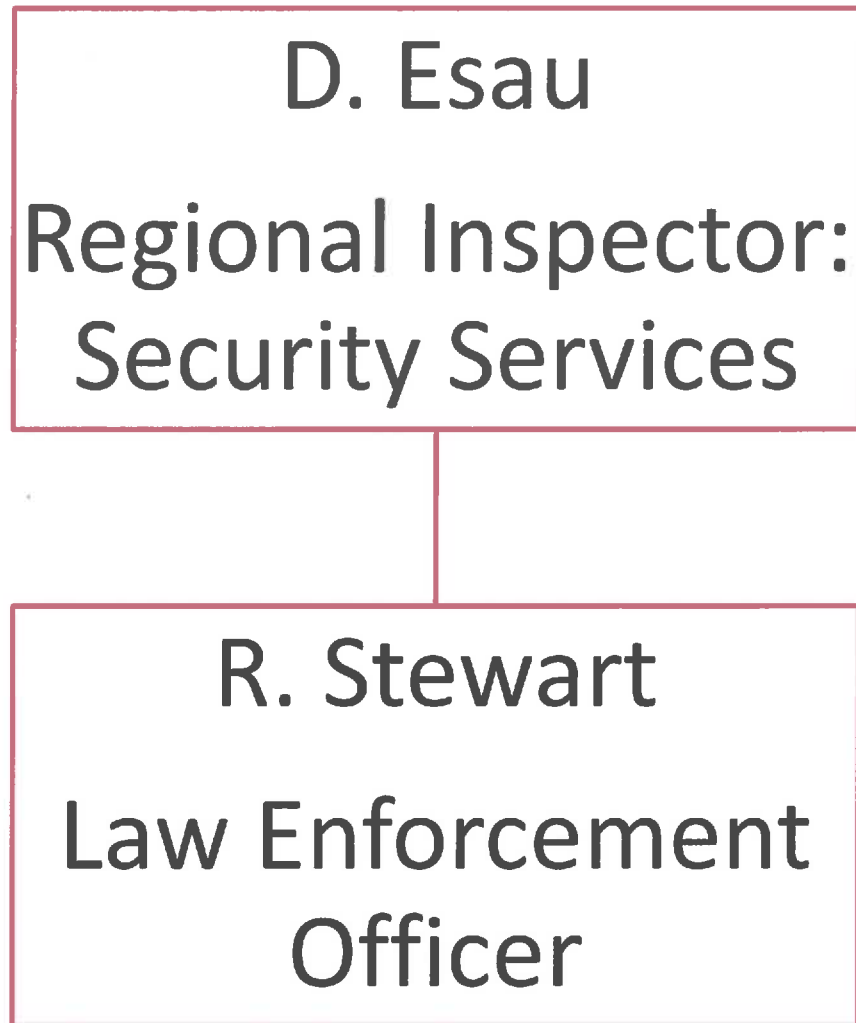 D. Esau
Regional Inspector:
Security Services
R. Stewart
Law Enforcement
Officer